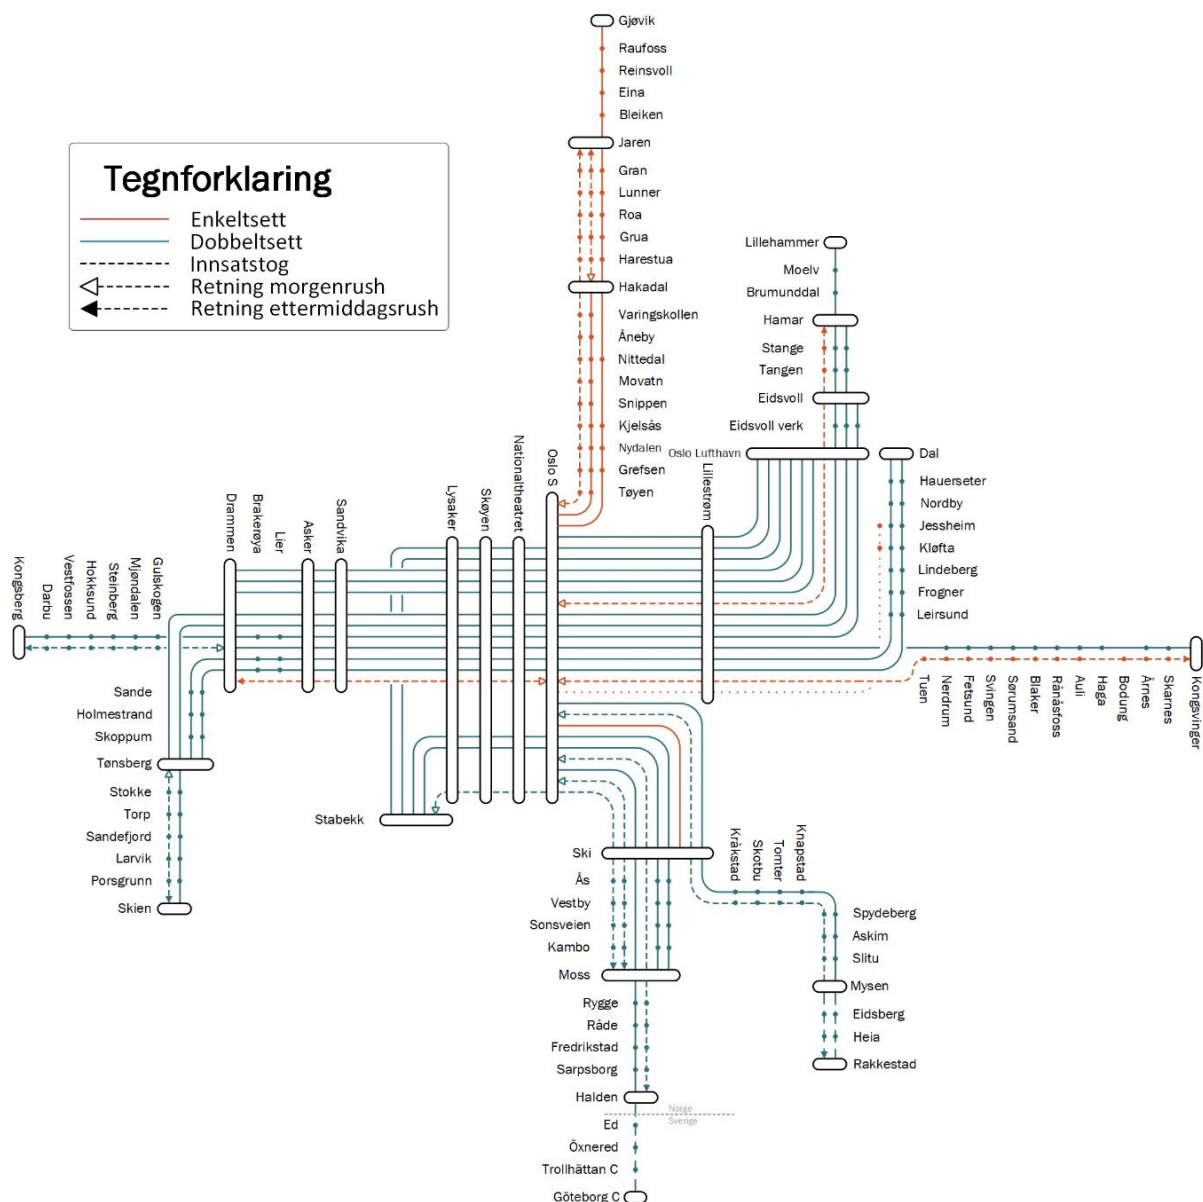 Gjøvik
Raufoss
Reinsvoll
Eina
Bleiken
Jaren
Gran
Lunner
Roa
Grua
Harestua
Hakadal
Varingskollen
Åneby
Nittedal
Movatn
Snippen
Kjelsås
Nydalen
Grefsen
Tøyen
Tegnforklaring
Enkeltsett
Dobbeltsett
Innsatstog
Retning morgenrush
Retning ettermiddagsrush
Lillehammer
Moelv
Brumunddal
Hamar
Stange
Tangen
Eidsvoll
Eidsvoll verk
Oslo Lufthavn
Dal
Hauerseter
Nordby
Jessheim
Kløfta
Lindeberg
Frogner
Leirsund
Kongsberg
Darbu
Vestfossen
Hokksund
Steinberg
Mjøndalen
Gulskogen
Drammen
Brakerøya
Lier
Asker
Sandvika
Lysaker
Skøyen
Nationaltheatret
Oslo S
Lillestrøm
Tuen
Nerdrum
Fetsund
Svingen
Sørumsand
Blaker
Rånåsfoss
Auli
Haga
Bodung
Årnes
Skarnes
Kongsvinger
Sande
Holmestrand
Skoppum
Tønsberg
Stokke
Torp
Sandefjord
Larvik
Porsgrunn
Skien
Stabekk
Ski
Ås
Vestby
Sonsveien
Kambo
Moss
Rygge
Råde
Fredrikstad
Sarpsborg
Halden
Norge
Sverige
Ed
Öxnered
Trollhättan C
Göteborg C
Kråkstad
Skotbu
Tomter
Knapstad
Spydeberg
Askim
Slitu
Mysen
Eidsberg
Heia
Rakkestad